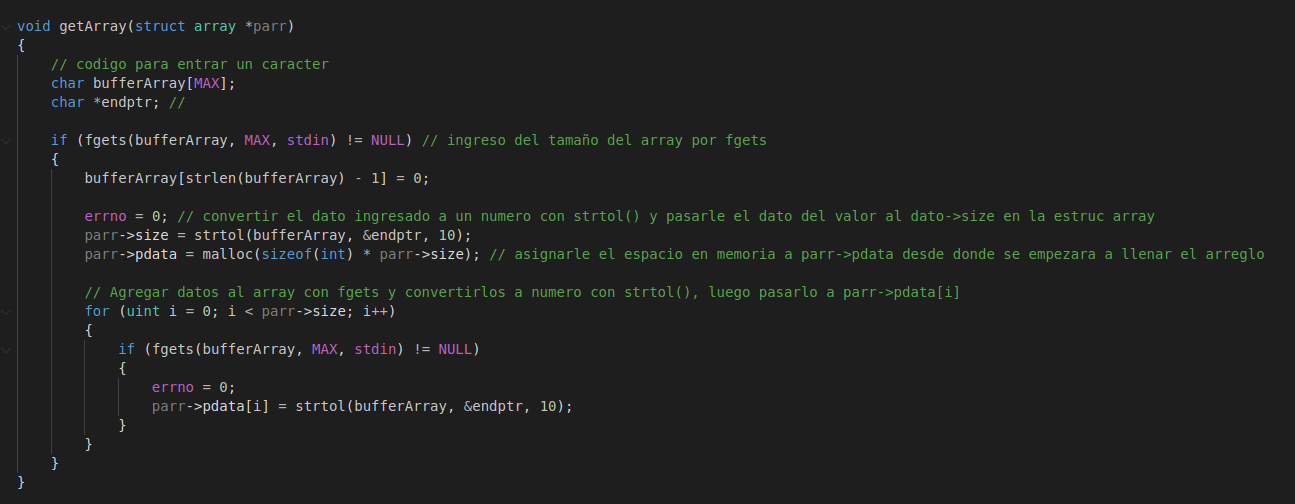 void getArray(struct array *parr)
{
    // codigo para entrar un caracter
    char bufferArray[MAX];
    char *endptr; //

    if (fgets(bufferArray, MAX, stdin) != NULL) // ingreso del tamaño del array por fgets
    {
        bufferArray[strlen(bufferArray) - 1] = 0;

        errno = 0; // convertir el dato ingresado a un numero con strtol() y pasarle el dato del valor al dato->size en la estruc array
        parr->size = strtol(bufferArray, &endptr, 10);
        parr->pdata = malloc(sizeof(int) * parr->size); // asignarle el espacio en memoria a parr->pdata desde donde se empezara a llenar el arreglo

        // Agregar datos al array con fgets y convertirlos a numero con strtol(), luego pasarlo a parr->pdata[i]
        for (uint i = 0; i < parr->size; i++)
        {
            if (fgets(bufferArray, MAX, stdin) != NULL)
            {
                errno = 0;
                parr->pdata[i] = strtol(bufferArray, &endptr, 10);
            }
        }
    }
}